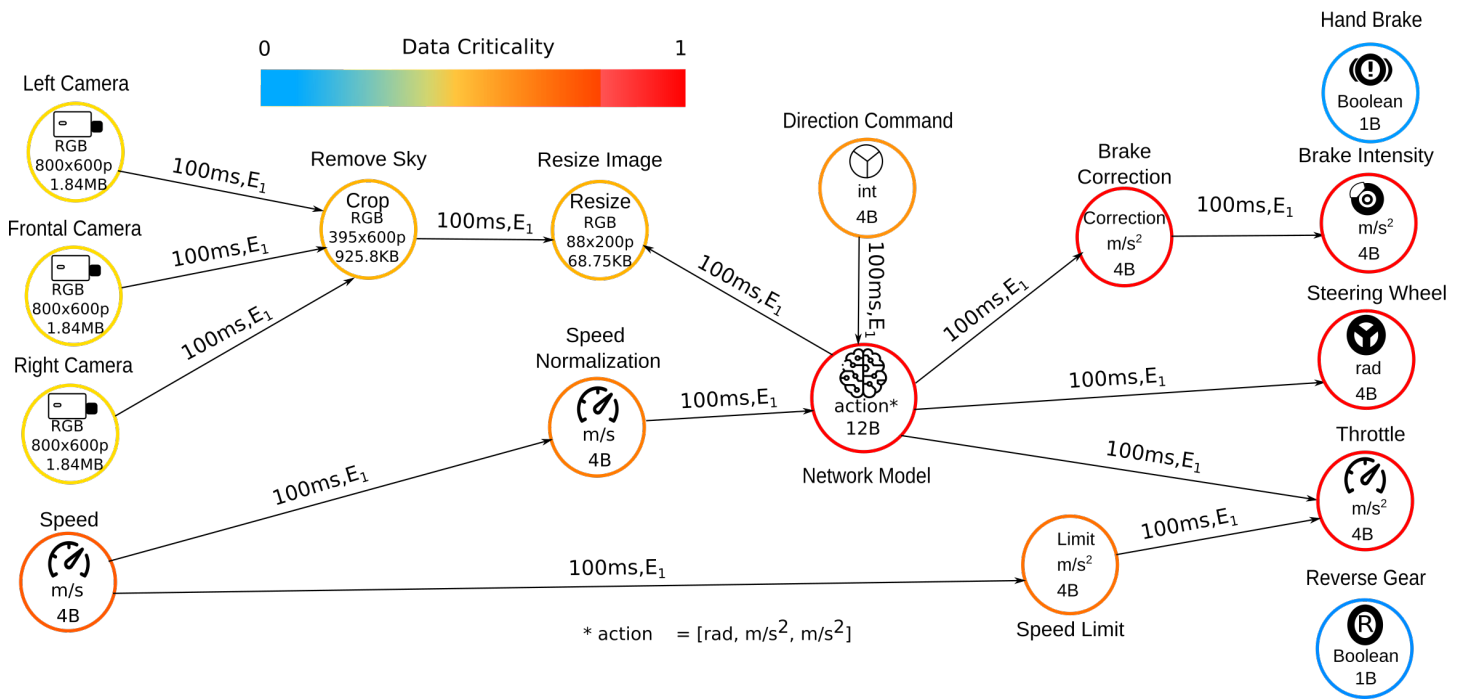 Hand Brake
0
Data Criticality
1
Left Camera
RGB
800x600p
1.84MB
100ms,E1
Frontal Camera
RGB
800x600p
1.84MB
100ms,E1
Right Camera
RGB
800x600p
1.84MB
100ms,E1
Remove Sky
Crop
RGB
395x600p
925.8KB
100ms,E1
Resize Image
Resize
RGB
88x200p
68.75KB
100ms,E1
Direction Command
int
4B
100ms,E1
Boolean
1B
Brake
Correction
Correction
m/s2
4B
100ms,E1
100ms,E1
Brake Intensity
m/s2
4B
Speed
Normalization
m/s
4B
100ms,E1
action*
12B
Network Model
100ms,E1
Steering Wheel
rad
4B
100ms,E1
Throttle
m/s2
4B
Speed
m/s
4B
100ms,E1
100ms,E1
Limit
m/s2
4B
Speed Limit
100ms,E1
Reverse Gear
R
Boolean
1B
* action = [rad, m/s2, m/s2]